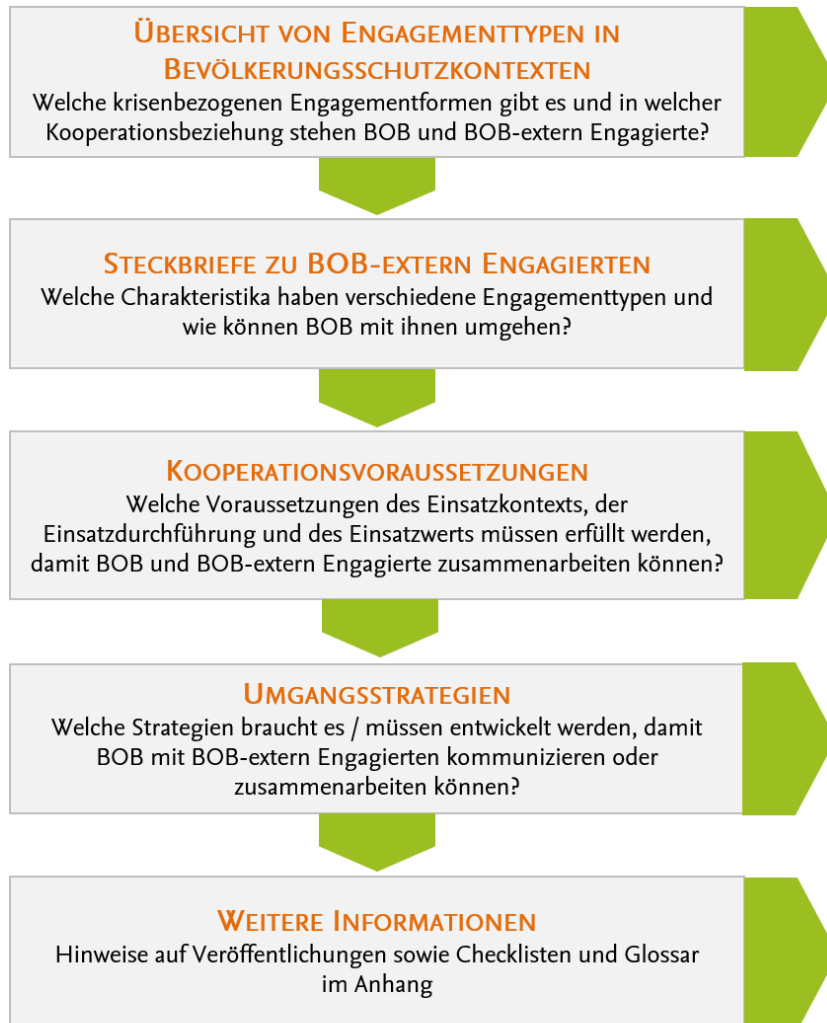 Übersicht von Engagementtypen in
Bevölkerungsschutzkontexten
Welche krisenbezogenen Engagementformen gibt es und in welcher
Kooperationsbeziehung stehen BOB und BOB-extern Engagierte?
Steckbriefe zu BOB-extern Engagierten
Welche Charakteristika haben verschiedene Engagementtypen und
wie können BOB mit ihnen umgehen?
Kooperationsvoraussetzungen
Welche Voraussetzungen des Einsatzkontexts, der
Einsatzdurchführung und des Einsatzwerts müssen erfüllt werden,
damit BOB und BOB-extern Engagierte zusammenarbeiten können?
Umgangsstrategien
Welche Strategien braucht es / müssen entwickelt werden, damit
BOB mit BOB-extern Engagierten kommunizieren oder
zusammenarbeiten können?
Weitere Informationen
Hinweise auf Veröffentlichungen sowie Checklisten und Glossar
im Anhang